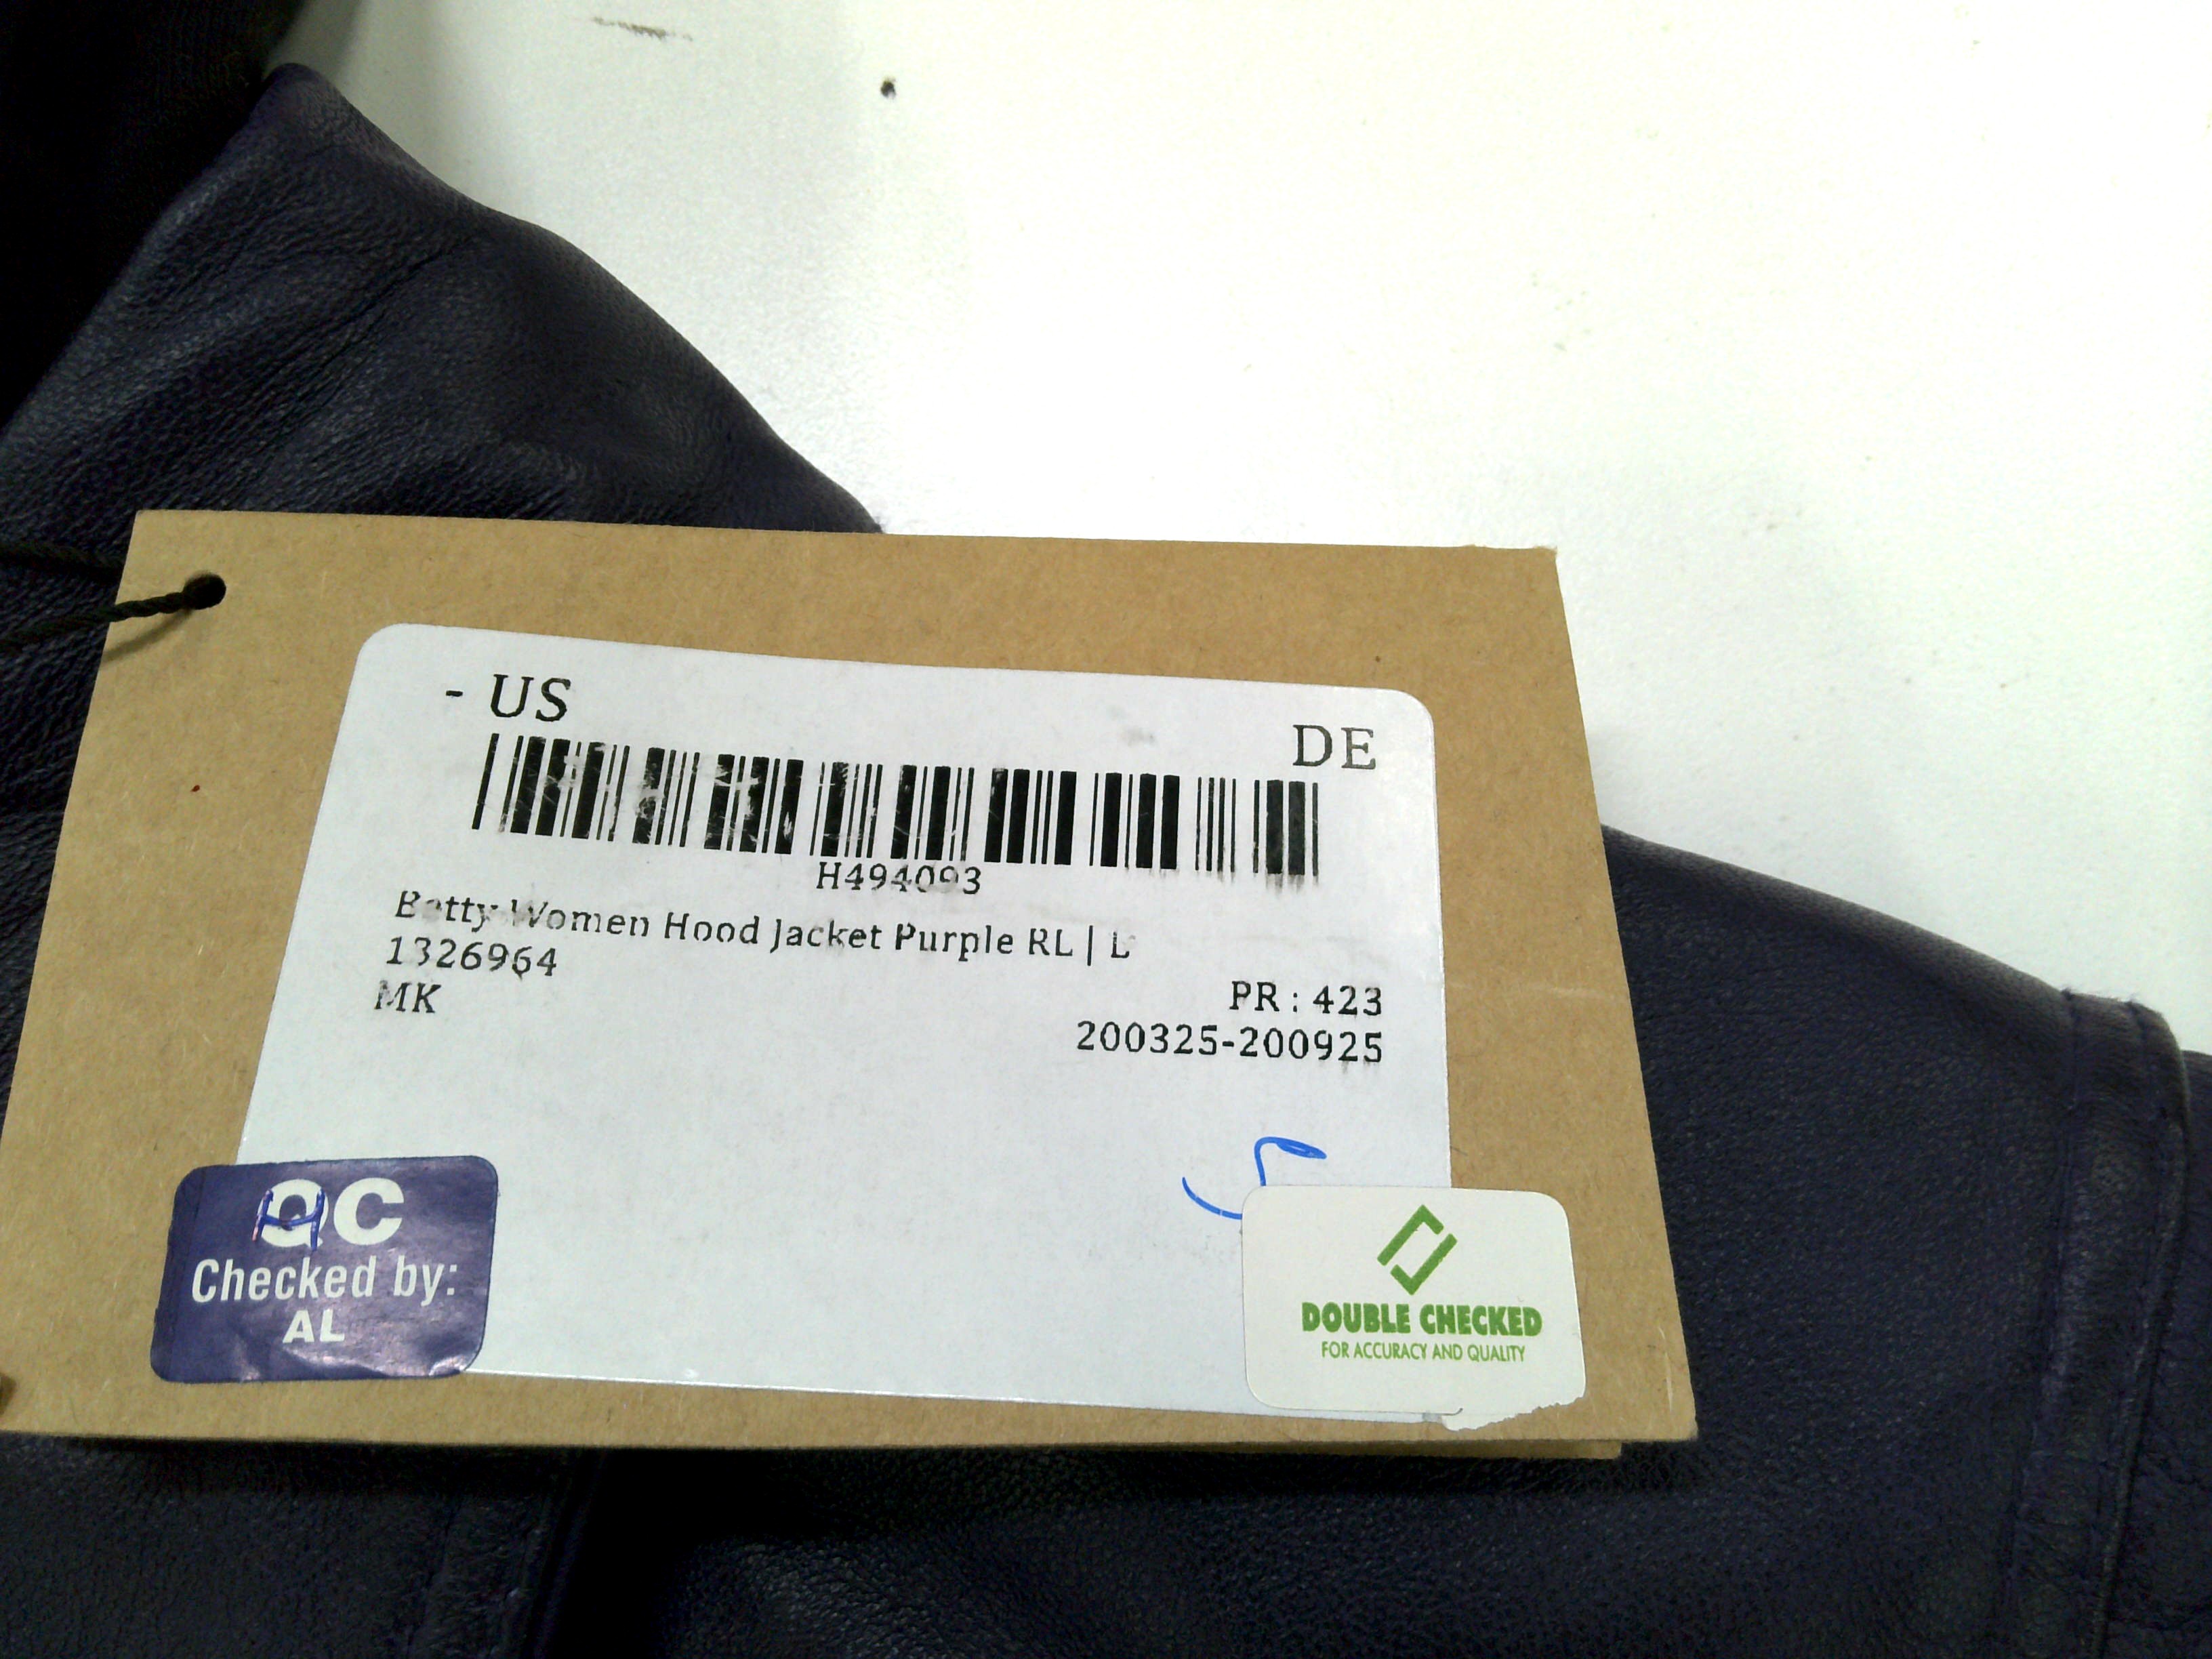 - US
DE
H494093
Betty Women Hood Jacket Purple RL | L
1326964
MK
PR : 423
200325-200925
QC
Checked by:
AL
DOUBLE CHECKED
FOR ACCURACY AND QUALITY